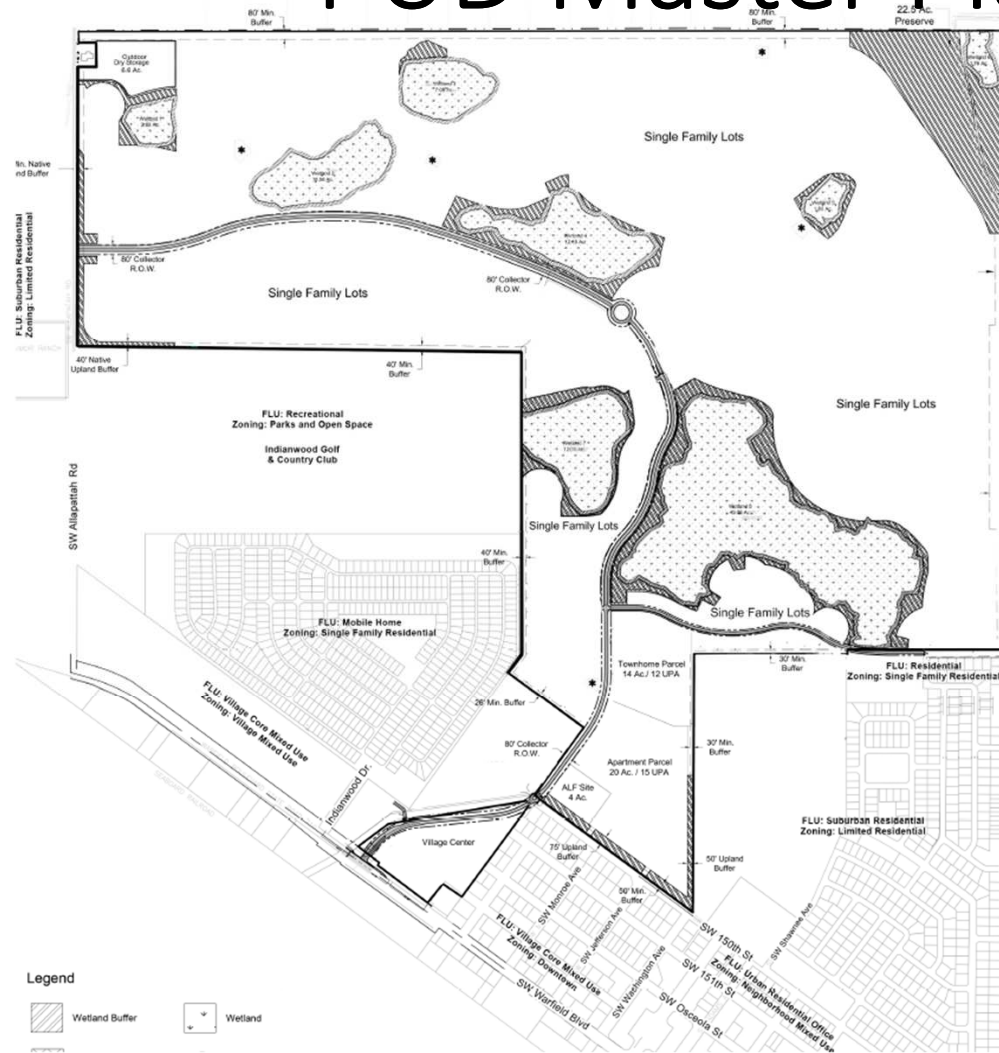 PUD Master
80' Min.
Buffer
80' Min.
Buffer
22.5 Ac.
Preserve
Outdoor
Dry Storage
6.6 Ac.
Single Family Lots
Min. Native
nd Buffer
FLU: Suburban Residential
Zoning: Limited Residential
80' Collector
R.O.W.
80' Collector
R.O.W.
Single Family Lots
40' Native
Upland Buffer
40' Min.
Buffer
FLU: Recreational
Zoning: Parks and Open Space
Indianwood Golf
& Country Club
Single Family Lots
SW Allapattah Rd
Single Family Lots
40' Min.
Buffer
Single Family Lots
FLU: Mobile Home
Zoning: Single Family Residential
30' Min.
Buffer
FLU: Residential
Zoning: Single Family Residential
Townhome Parcel
14 Ac./ 12 UPA
FLU: Village Core Mixed Use
Zoning: Village Mixed Use
26' Min. Buffer
80' Collector
R.O.W.
30' Min.
Buffer
Apartment Parcel
20 Ac. / 15 UPA
ALF Site
4 Ac.
Indianwood Dr.
Village Center
FLU: Suburban Residential
Zoning: Limited Residential
75' Upland
Buffer
50' Upland
Buffer
50' Min.
Buffer
SW Monroe Ave
SW Jefferson Ave
SW Washington Ave
SW Shawnee Ave
SW 150th St
SW 151th St
SW Osceola St
FLU: Village Core Mixed Use
Zoning: Downtown
FLU: Urban Residential Office
Zoning: Neighborhood Mixed Use
SW Warfield Blvd
Legend
Wetland Buffer
Wetland